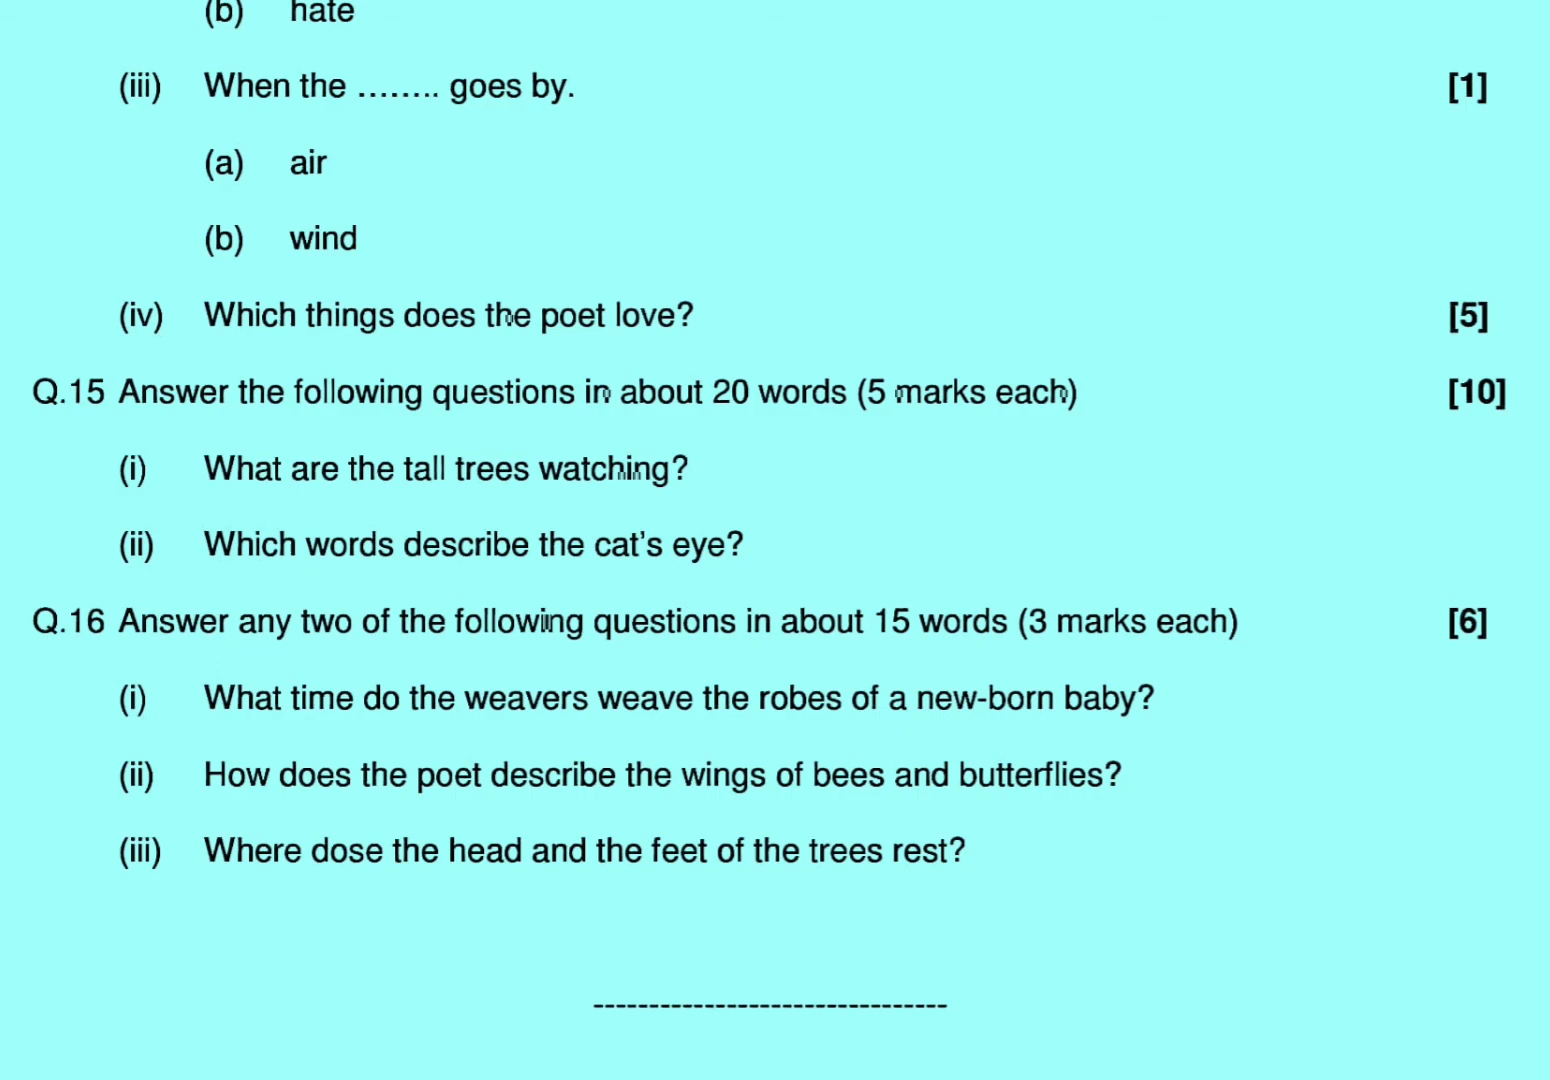 (b) hate
(iii) When the ........ goes by. [1]
(a) air
(b) wind
(iv) Which things does the poet love? [5]
Q.15 Answer the following questions in about 20 words (5 marks each) [10]
(i) What are the tall trees watching?
(ii) Which words describe the cat's eye?
Q.16 Answer any two of the following questions in about 15 words (3 marks each) [6]
(i) What time do the weavers weave the robes of a new-born baby?
(ii) How does the poet describe the wings of bees and butterflies?
(iii) Where dose the head and the feet of the trees rest?
--------------------------------